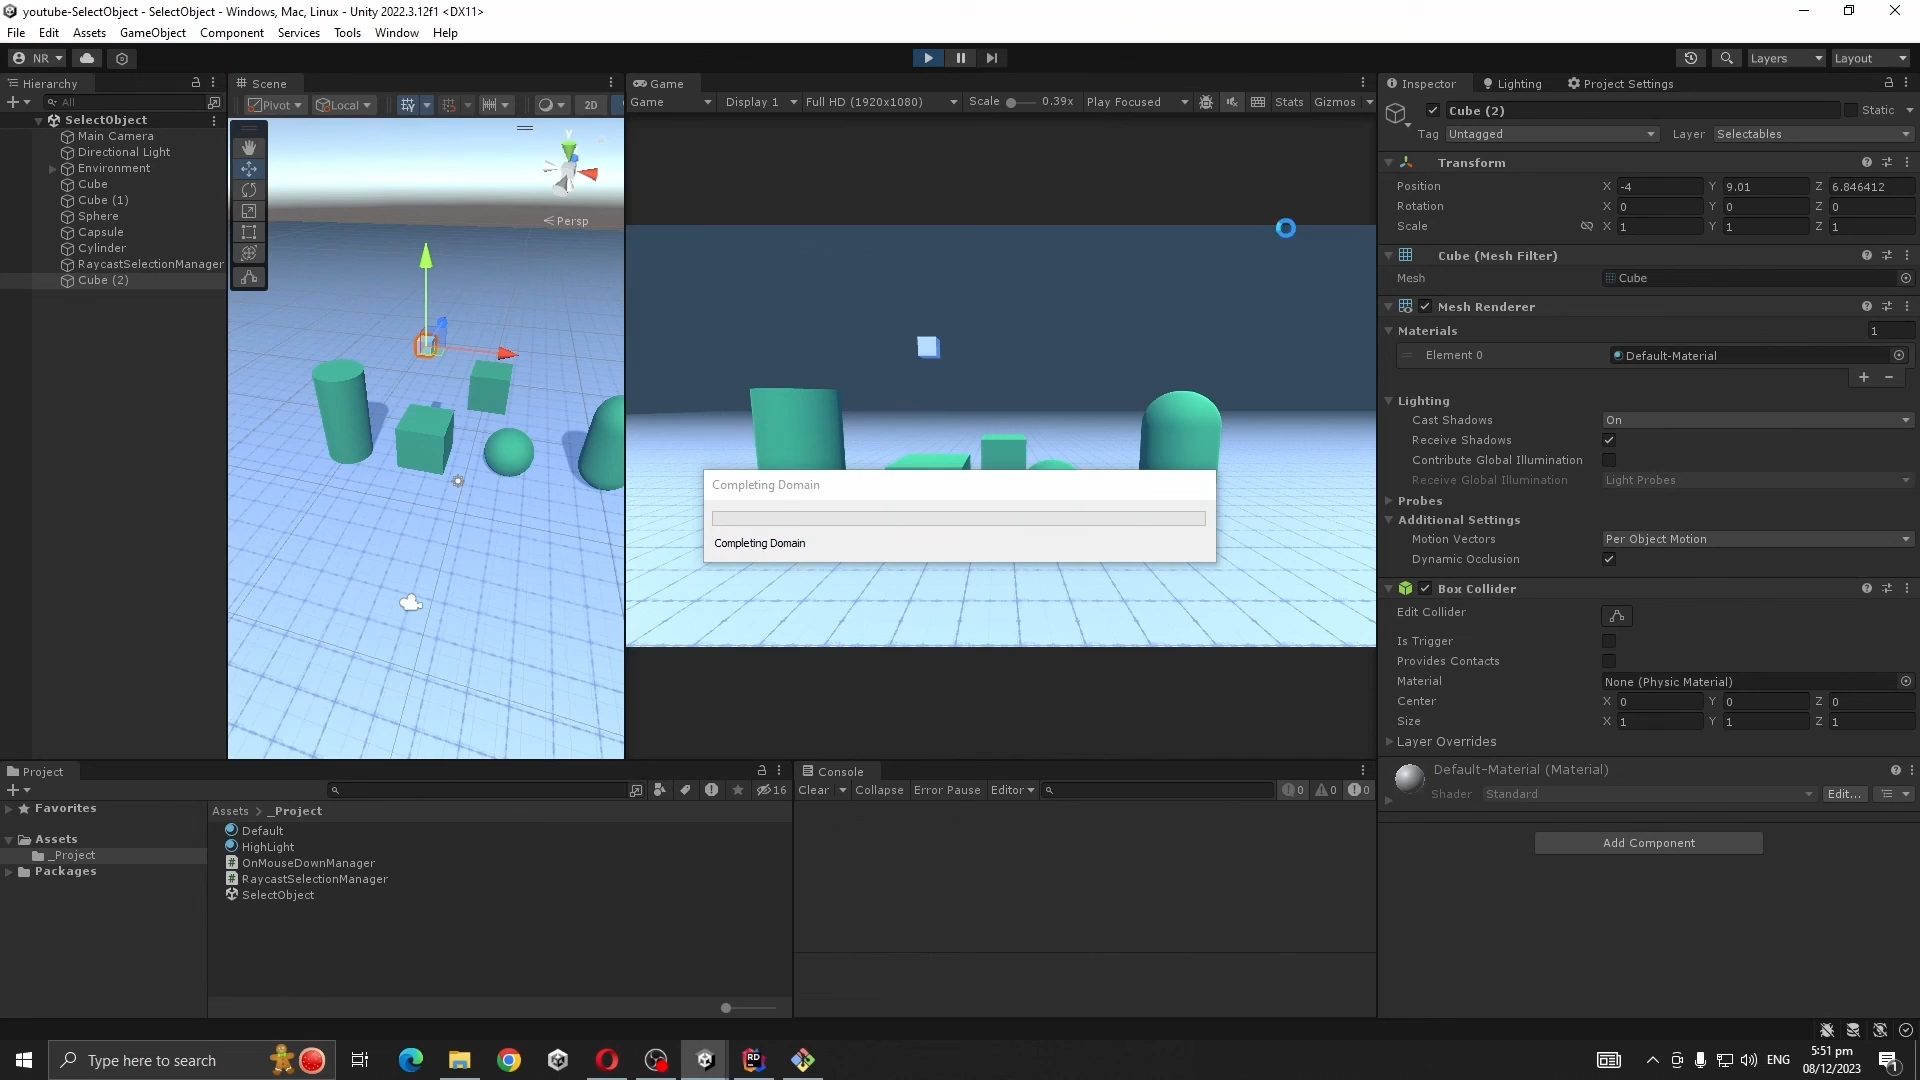 youtube-SelectObject - SelectObject - Windows, Mac, Linux - Unity 2022.3.12f1 <DX11>
File Edit Assets GameObject Component Services Tools Window Help
NR Layers Layout
Hierarchy
All
SelectObject
Main Camera
Directional Light
Environment
Cube
Cube (1)
Sphere
Capsule
Cylinder
RaycastSelectionManager
Cube (2)
Scene
Pivot Local 2D
y
Persp
Game
Game Display 1 Full HD (1920x1080) Scale 0.39x Play Focused Stats Gizmos
Completing Domain
Completing Domain
Inspector Lighting Project Settings
Cube (2) Static
Tag Untagged Layer Selectables
Transform
Position X -4 Y 9.01 Z 6.846412
Rotation X 0 Y 0 Z 0
Scale X 1 Y 1 Z 1
Cube (Mesh Filter)
Mesh Cube
Mesh Renderer
Materials 1
Element 0 Default-Material
Lighting
Cast Shadows On
Receive Shadows
Contribute Global Illumination
Receive Global Illumination Light Probes
Probes
Additional Settings
Motion Vectors Per Object Motion
Dynamic Occlusion
Box Collider
Edit Collider
Is Trigger
Provides Contacts
Material None (Physic Material)
Center X 0 Y 0 Z 0
Size X 1 Y 1 Z 1
Layer Overrides
Default-Material (Material)
Shader Standard Edit...
Add Component
Project
16
Favorites
Assets
_Project
Packages
Assets > _Project
Default
HighLight
OnMouseDownManager
RaycastSelectionManager
SelectObject
Console
Clear Collapse Error Pause Editor 0 0 0
Type here to search
RD
ENG
5:51 pm
08/12/2023
1